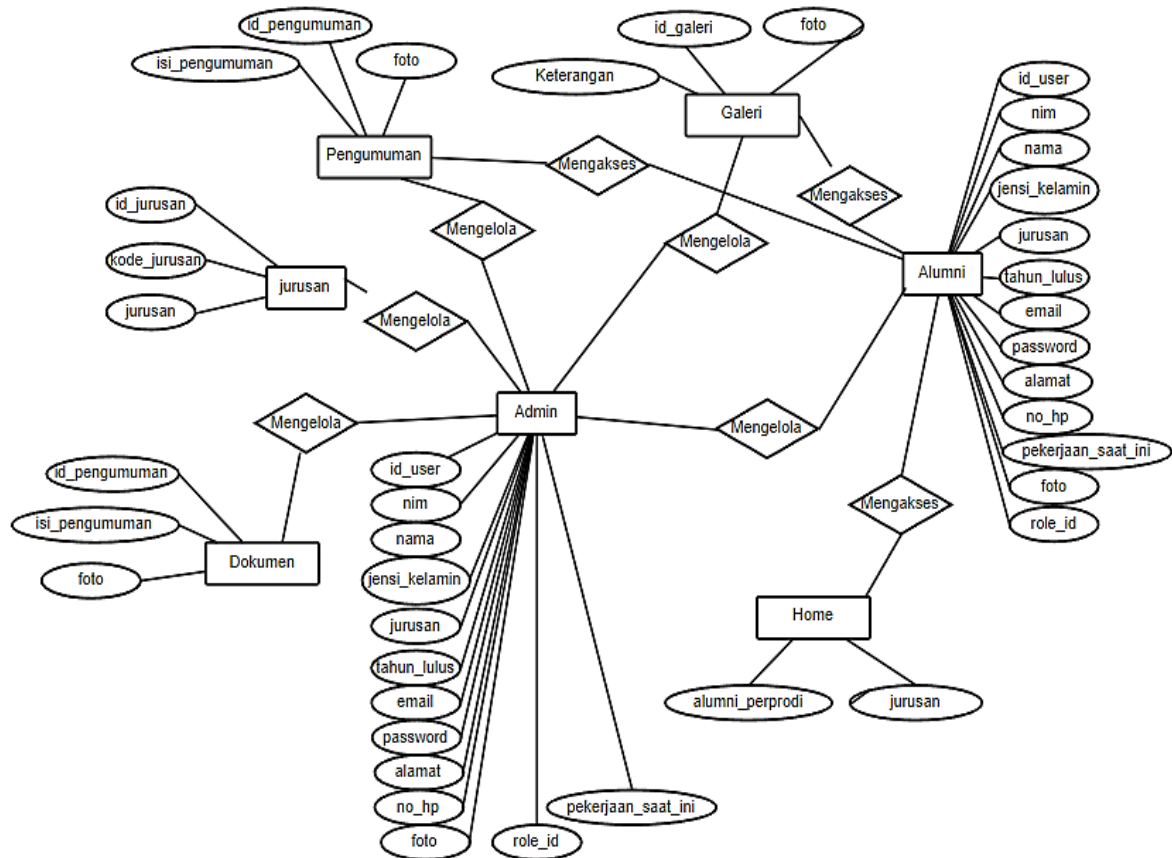 id_pengumuman
isi_pengumuman
foto
Pengumuman
id_galeri
foto
Keterangan
Galeri
Mengakses
Mengakses
Mengelola
Mengelola
id_jurusan
kode_jurusan
jurusan
jurusan
Mengelola
id_user
nim
nama
jensi_kelamin
jurusan
Alumni
tahun_lulus
email
password
alamat
no_hp
pekerjaan_saat_ini
foto
role_id
Mengelola
Admin
Mengelola
id_pengumuman
isi_pengumuman
foto
Dokumen
id_user
nim
nama
jensi_kelamin
jurusan
tahun_lulus
email
password
alamat
no_hp
foto
role_id
pekerjaan_saat_ini
Mengakses
Home
alumni_perprodi
jurusan